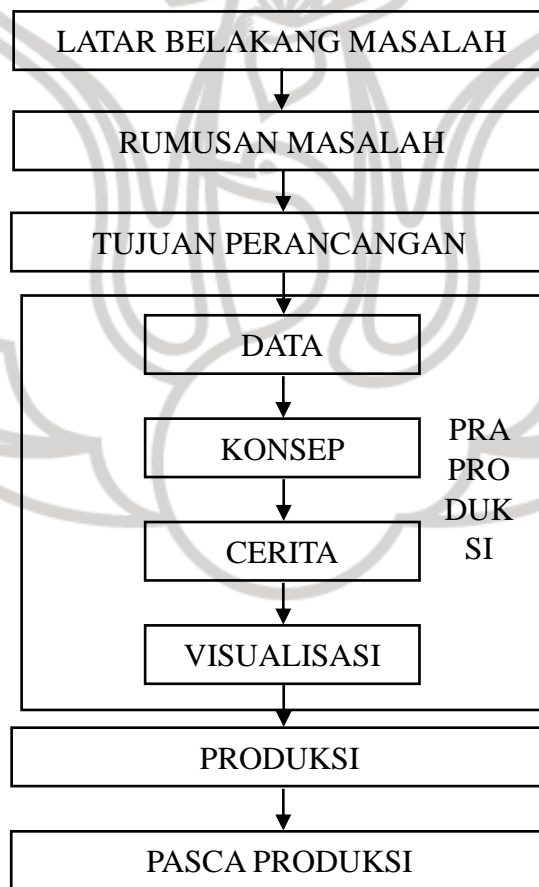 LATAR BELAKANG MASALAH
RUMUSAN MASALAH
TUJUAN PERANCANGAN
DATA
KONSEP
PRA
PRO
DUK
SI
CERITA
VISUALISASI
PRODUKSI
PASCA PRODUKSI